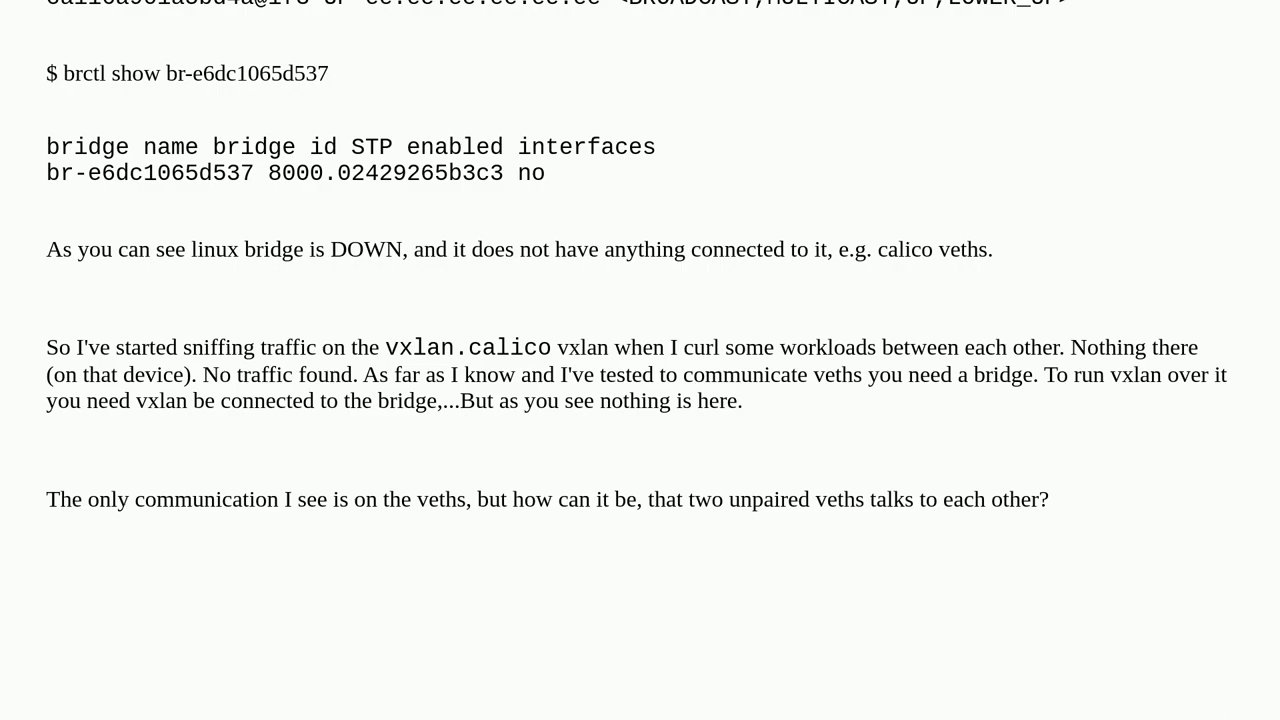 $ brctl show br-e6dc1065d537
bridge name bridge id STP enabled interfaces
br-e6dc1065d537 8000.02429265b3c3 no
As you can see linux bridge is DOWN, and it does not have anything connected to it, e.g. calico veths.
So I've started sniffing traffic on the vxlan.calico vxlan when I curl some workloads between each other. Nothing there
(on that device). No traffic found. As far as I know and I've tested to communicate veths you need a bridge. To run vxlan over it
you need vxlan be connected to the bridge,...But as you see nothing is here.
The only communication I see is on the veths, but how can it be, that two unpaired veths talks to each other?